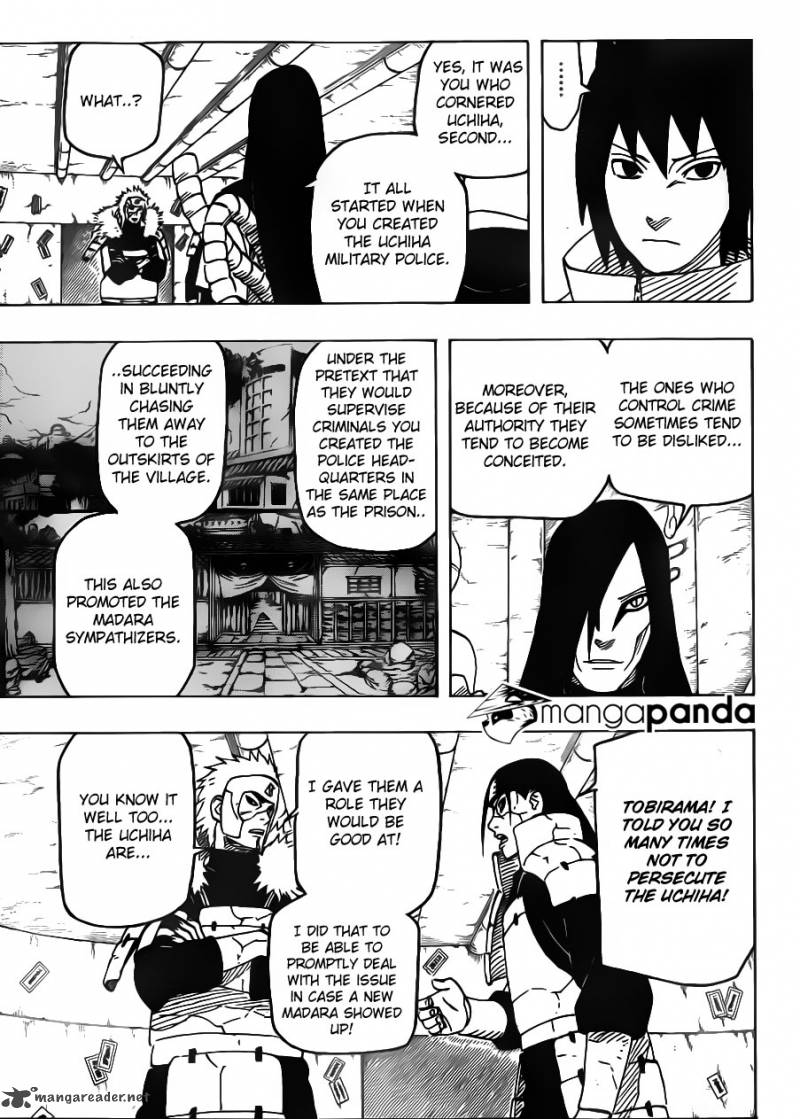 .........
YES, IT WAS
YOU WHO
CORNERED
UCHIHA,
SECOND...
IT ALL
STARTED WHEN
YOU CREATED
THE UCHIHA
MILITARY POLICE.
WHAT..?
THE ONES WHO
CONTROL CRIME
SOMETIMES TEND
TO BE DISLIKED...
MOREOVER,
BECAUSE OF THEIR
AUTHORITY THEY
TEND TO BECOME
CONCEITED.
UNDER THE
PRETEXT THAT
THEY WOULD
SUPERVISE
CRIMINALS YOU
CREATED THE
POLICE HEAD-
QUARTERS IN
THE SAME PLACE
AS THE PRISON..
..SUCCEEDING
IN BLUNTLY
CHASING
THEM AWAY
TO THE
OUTSKIRTS OF
THE VILLAGE.
THIS ALSO
PROMOTED THE
MADARA
SYMPATHIZERS.
mangapanda
TOBIRAMA! I
TOLD YOU SO
MANY TIMES
NOT TO
PERSECUTE
THE UCHIHA!
I GAVE THEM A
ROLE THEY
WOULD BE
GOOD AT!
I DID THAT TO
BE ABLE TO
PROMPTLY DEAL
WITH THE ISSUE
IN CASE A NEW
MADARA SHOWED
UP!
YOU KNOW IT
WELL TOO...
THE UCHIHA
ARE...
mangareader.net